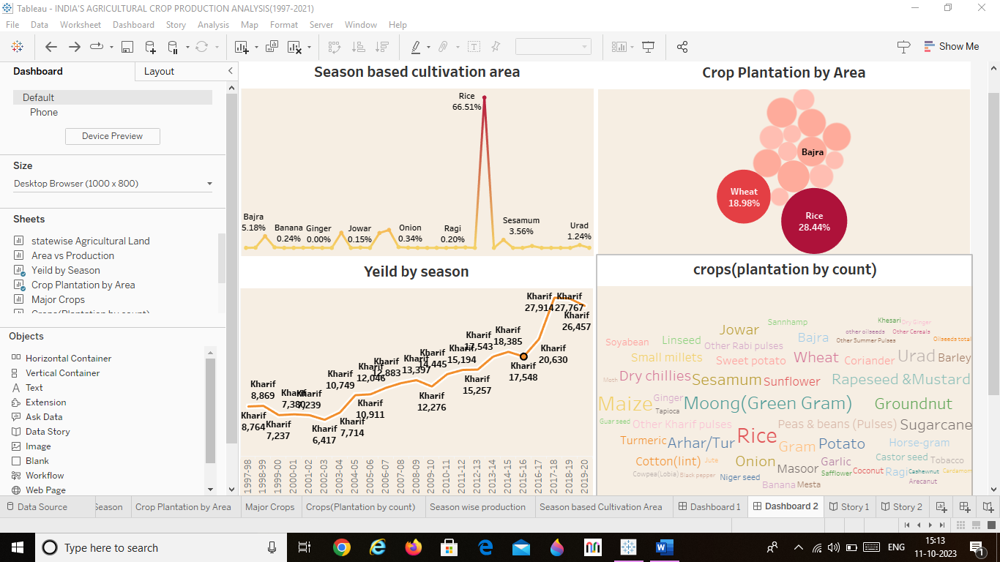 Tableau - INDIA'S AGRICULTURAL CROP PRODUCTION ANALYSIS(1997-2021)
File Data Worksheet Dashboard Story Analysis Map Format Server Window Help
Show Me
Dashboard Layout
Default
Phone
Device Preview
Size
Desktop Browser (1000 x 800)
Sheets
statewise Agricultural Land
Area vs Production
Yeild by Season
Crop Plantation by Area
Major Crops
Crops(Plantation by count)
Objects
Horizontal Container
Vertical Container
Text
Extension
Ask Data
Data Story
Image
Blank
Workflow
Web Page
Season based cultivation area
Rice
66.51%
Bajra
5.18%
Banana
0.24%
Ginger
0.00%
Jowar
0.15%
Onion
0.34%
Ragi
0.20%
Sesamum
3.56%
Urad
1.24%
Crop Plantation by Area
Bajra
Wheat
18.98%
Rice
28.44%
Yeild by season
Kharif
8,764
Kharif
8,869
Kharif
7,237
Kharif
7,380
Kharif
7,239
Kharif
6,417
Kharif
7,714
Kharif
10,749
Kharif
10,911
Kharif
12,046
Kharif
12,883
Kharif
13,397
Kharif
12,276
Kharif
14,445
Kharif
15,194
Kharif
15,257
Kharif
17,543
Kharif
18,385
Kharif
17,548
Kharif
20,630
Kharif
27,914
Kharif
27,767
Kharif
26,457
1997-98
1998-99
1999-00
2000-01
2001-02
2002-03
2003-04
2004-05
2005-06
2006-07
2007-08
2008-09
2009-10
2010-11
2011-12
2012-13
2013-14
2014-15
2015-16
2016-17
2017-18
2018-19
2019-20
crops(plantation by count)
Khesari Dry Ginger
Sannhamp
Jowar
other oilseeds Other Cereals
Soyabean Linseed Other Rabi pulses Bajra Other Summer Pulses Oilseeds total
Small millets Sweet potato Wheat Coriander Urad Barley
Meth Dry chillies Sesamum Sunflower Rapeseed &Mustard
Maize Ginger Moong(Green Gram) Groundnut
Tapioca
Guar seed Other Kharif pulses Rice Peas & beans (Pulses) Sugarcane
Turmeric Arhar/Tur Gram Potato Horse-gram
Cotton(lint) Jute Onion Masoor Garlic Castor seed Tobacco
Cowpea(Lobia) Black pepper Niger seed Safflower Coconut Ragi Cashewnut Cardamom
Banana Mesta Arecanut
Data Source Season Crop Plantation by Area Major Crops Crops(Plantation by count) Season wise production Season based Cultivation Area Dashboard 1 Dashboard 2 Story 1 Story 2
Type here to search
ENG
15:13
11-10-2023
1